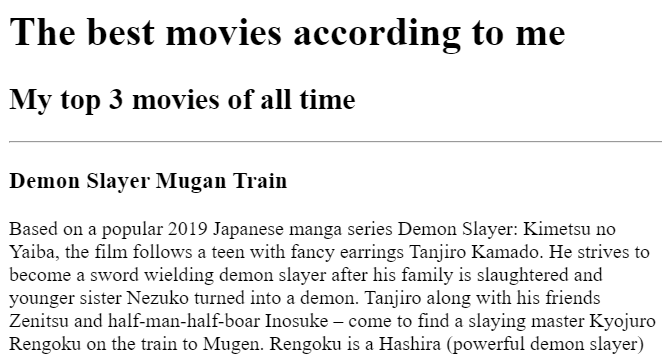 The best movies according to me
My top 3 movies of all time
Demon Slayer Mugan Train
Based on a popular 2019 Japanese manga series Demon Slayer: Kimetsu no
Yaiba, the film follows a teen with fancy earrings Tanjiro Kamado. He strives to
become a sword wielding demon slayer after his family is slaughtered and
younger sister Nezuko turned into a demon. Tanjiro along with his friends
Zenitsu and half-man-half-boar Inosuke – come to find a slaying master Kyojuro
Rengoku on the train to Mugen. Rengoku is a Hashira (powerful demon slayer)